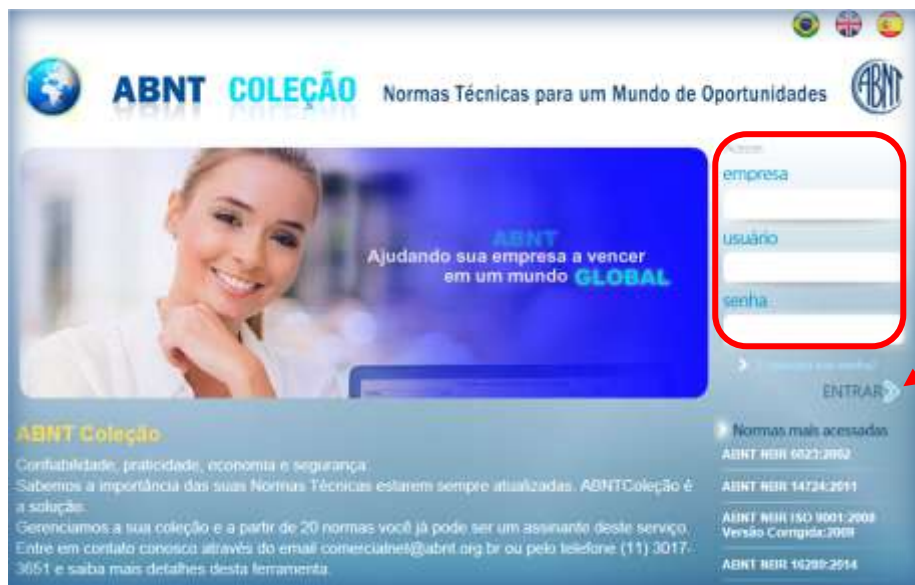 ABNT COLEÇÃO
Normas Técnicas para um Mundo de Oportunidades
ABNT
ABNT
Ajudando sua empresa a vencer
em um mundo GLOBAL
empresa
usuário
senha
ENTRAR
ABNT Coleção
Confiabilidade, praticidade, economia e segurança
Sabemos a importância das suas Normas Técnicas estarem sempre atualizadas. ABNTColeção é
a solução.
Gerenciamos a sua coleção e a partir de 20 normas você já pode ser um assinante deste serviço.
Entre em contato conosco através do email comercialnet@abnt.org.br ou pelo telefone (11) 3017-
3651 e saiba mais detalhes desta ferramenta.
Normas mais acessadas
ABNT NBR 6023:2002
ABNT NBR 14724:2011
ABNT NBR ISO 9001:2008
Versão Corrigida:2009
ABNT NBR 16280:2014